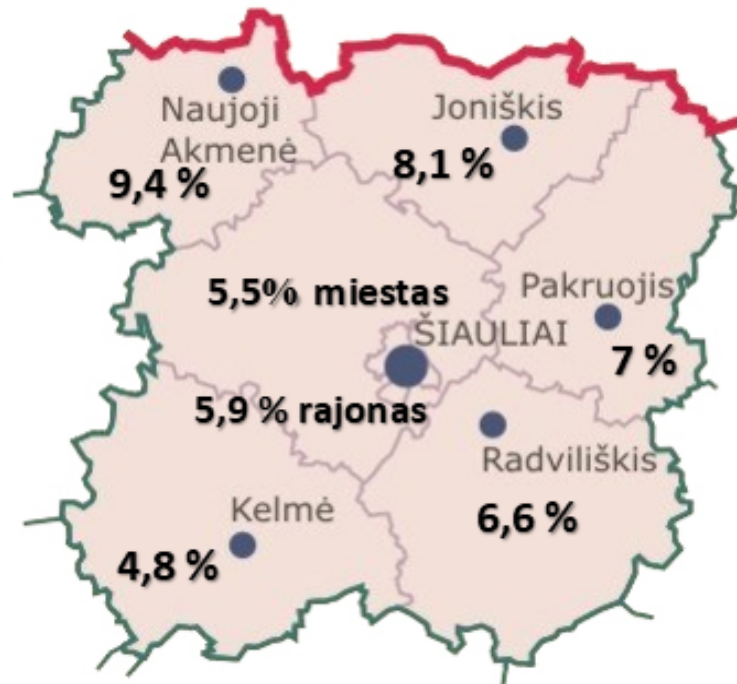 Naujoji
Akmenė
9,4 %
Joniškis
8,1 %
5,5% miestas
ŠIAULIAI
5,9 % rajonas
Pakruojis
7 %
Radviliškis
6,6 %
Kelmė
4,8 %